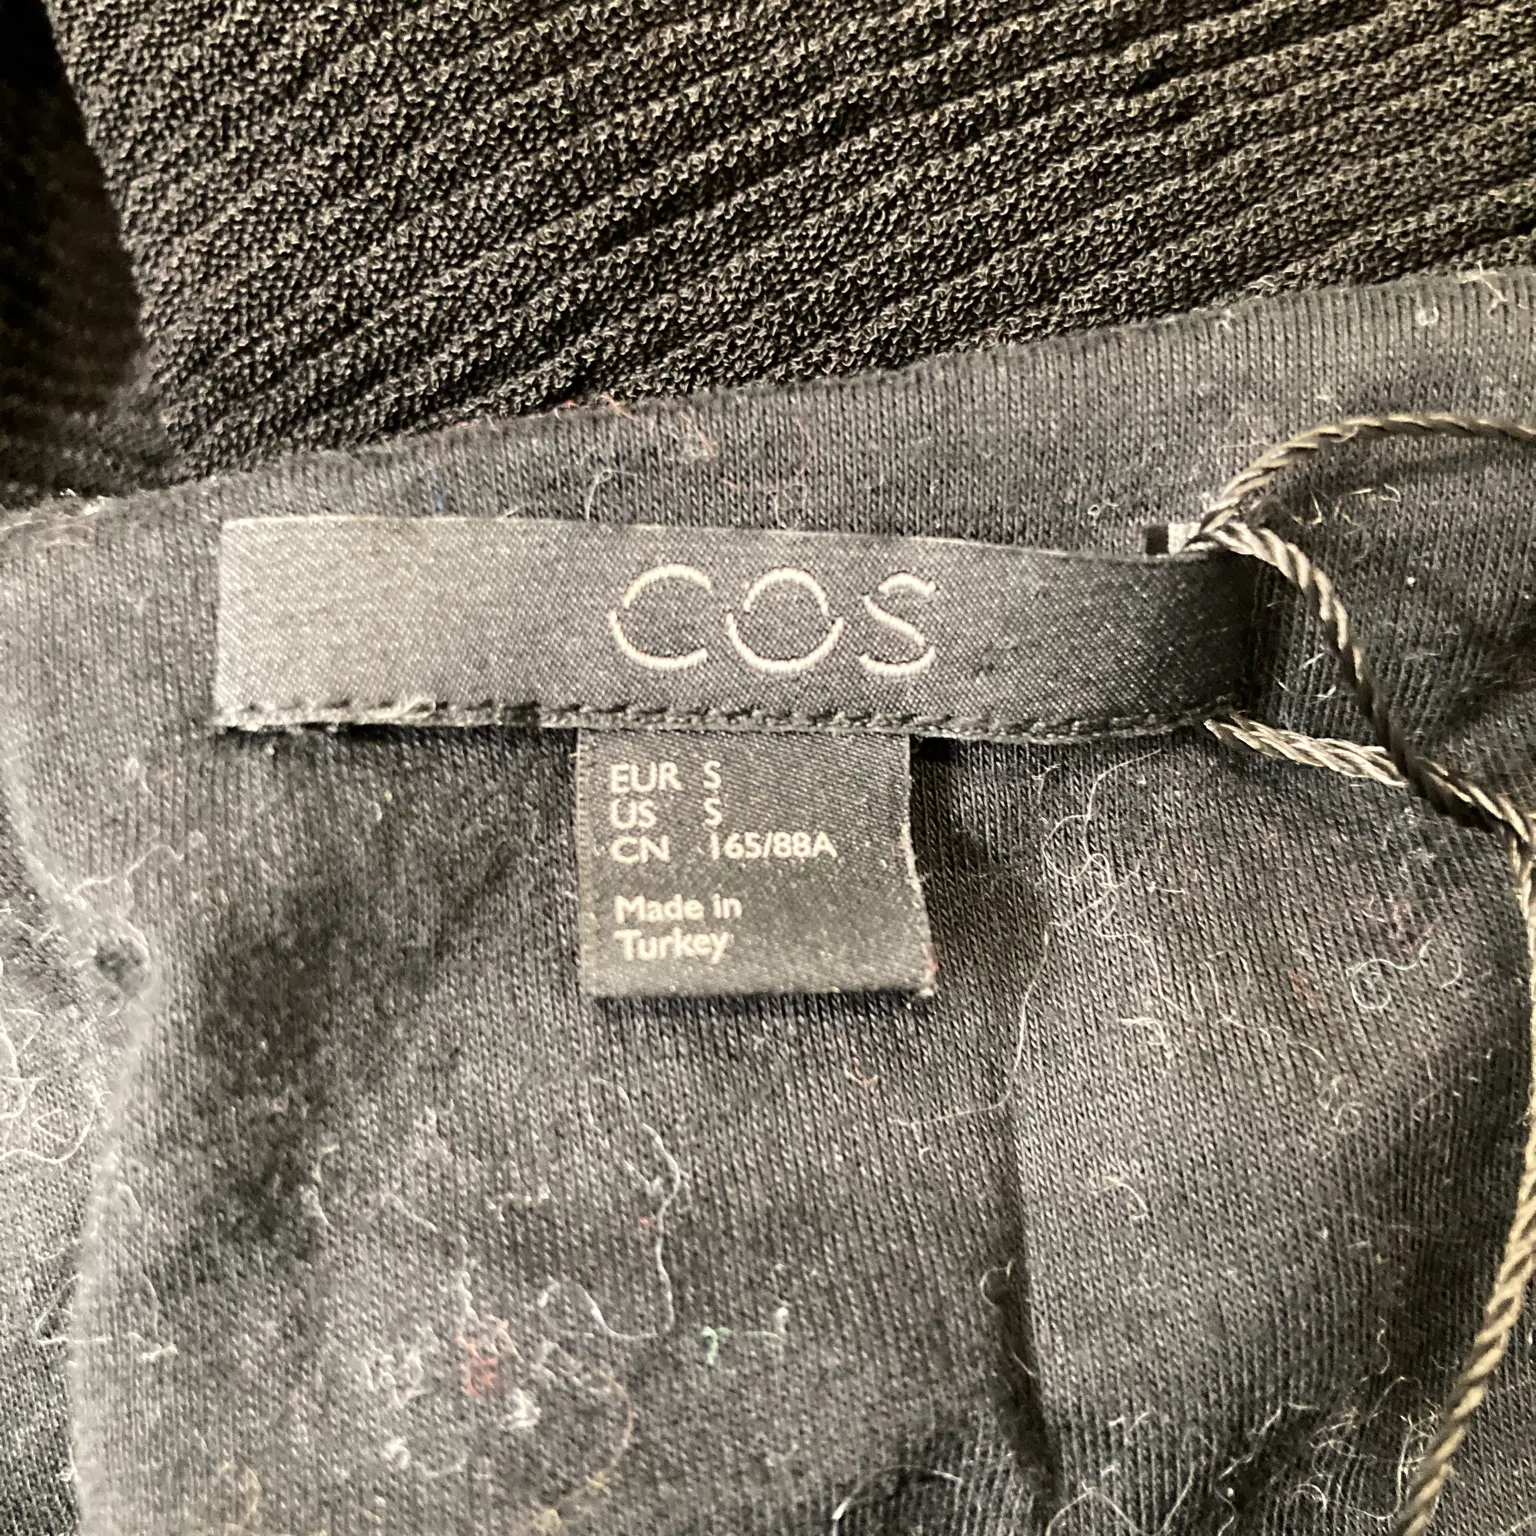 COS
EUR S
US S
CN 165/88A
Made in
Turkey